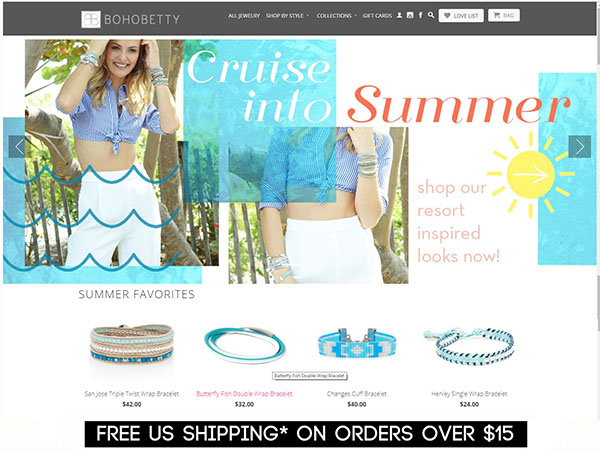 BOHOBETTY
ALL JEWELRY SHOP BY STYLE COLLECTIONS GIFT CARDS LOVE LIST BAG
Cruise
into Summer
shop our
resort
inspired
looks now!
SUMMER FAVORITES
Butterfly Fish Double Wrap Bracelet
San Jose Triple Twist Wrap Bracelet Butterfly Fish Double Wrap Bracelet Changes Cuff Bracelet Henley Single Wrap Bracelet
$42.00 $32.00 $40.00 $24.00
FREE US SHIPPING* ON ORDERS OVER $15